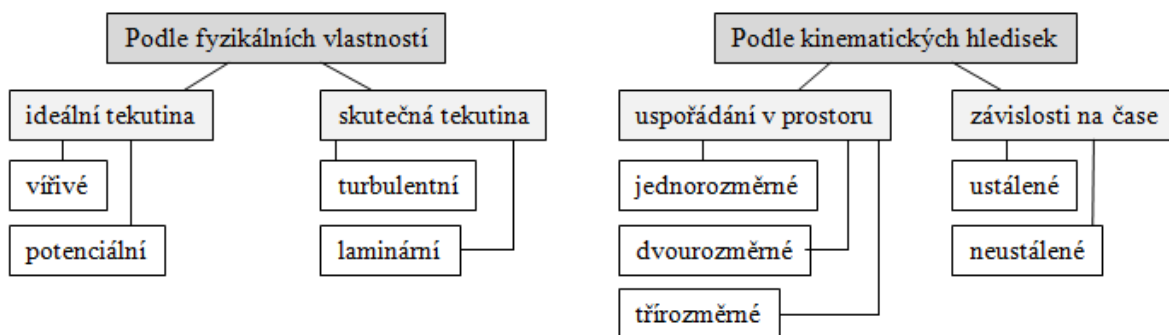 Podle fyzikálních vlastností
ideální tekutina
vířivé
potenciální
skutečná tekutina
turbulentní
laminární
Podle kinematických hledisek
uspořádání v prostoru
jednorozměrné
dvourozměrné
třírozměrné
závislosti na čase
ustálené
neustálené